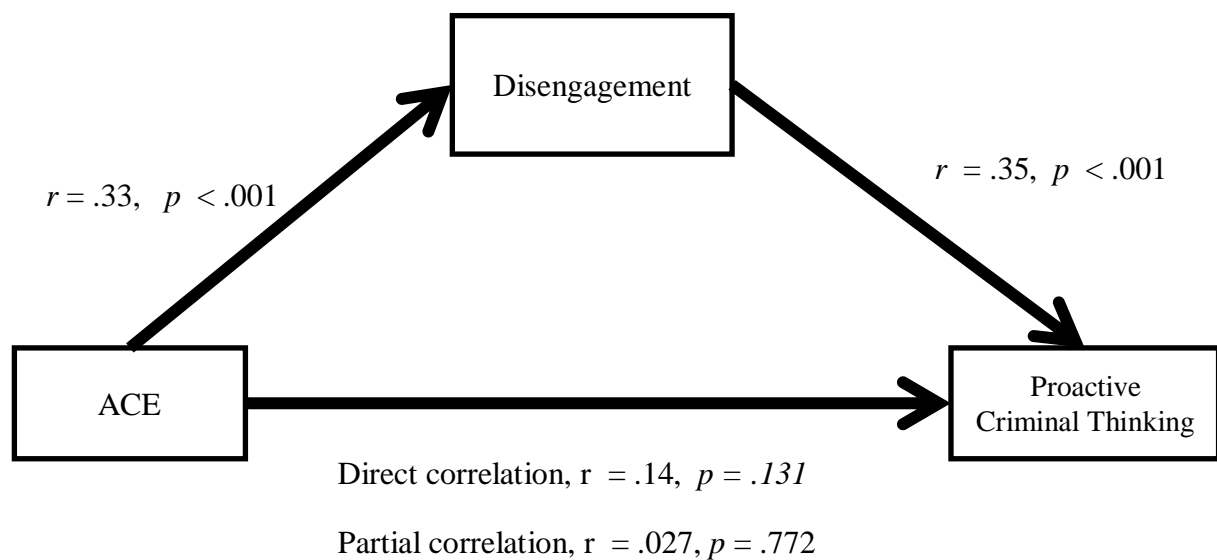 Disengagement
r = .33, p < .001
r = .35, p < .001
ACE
Proactive
Criminal Thinking
Direct correlation, r = .14, p = .131
Partial correlation, r = .027, p = .772